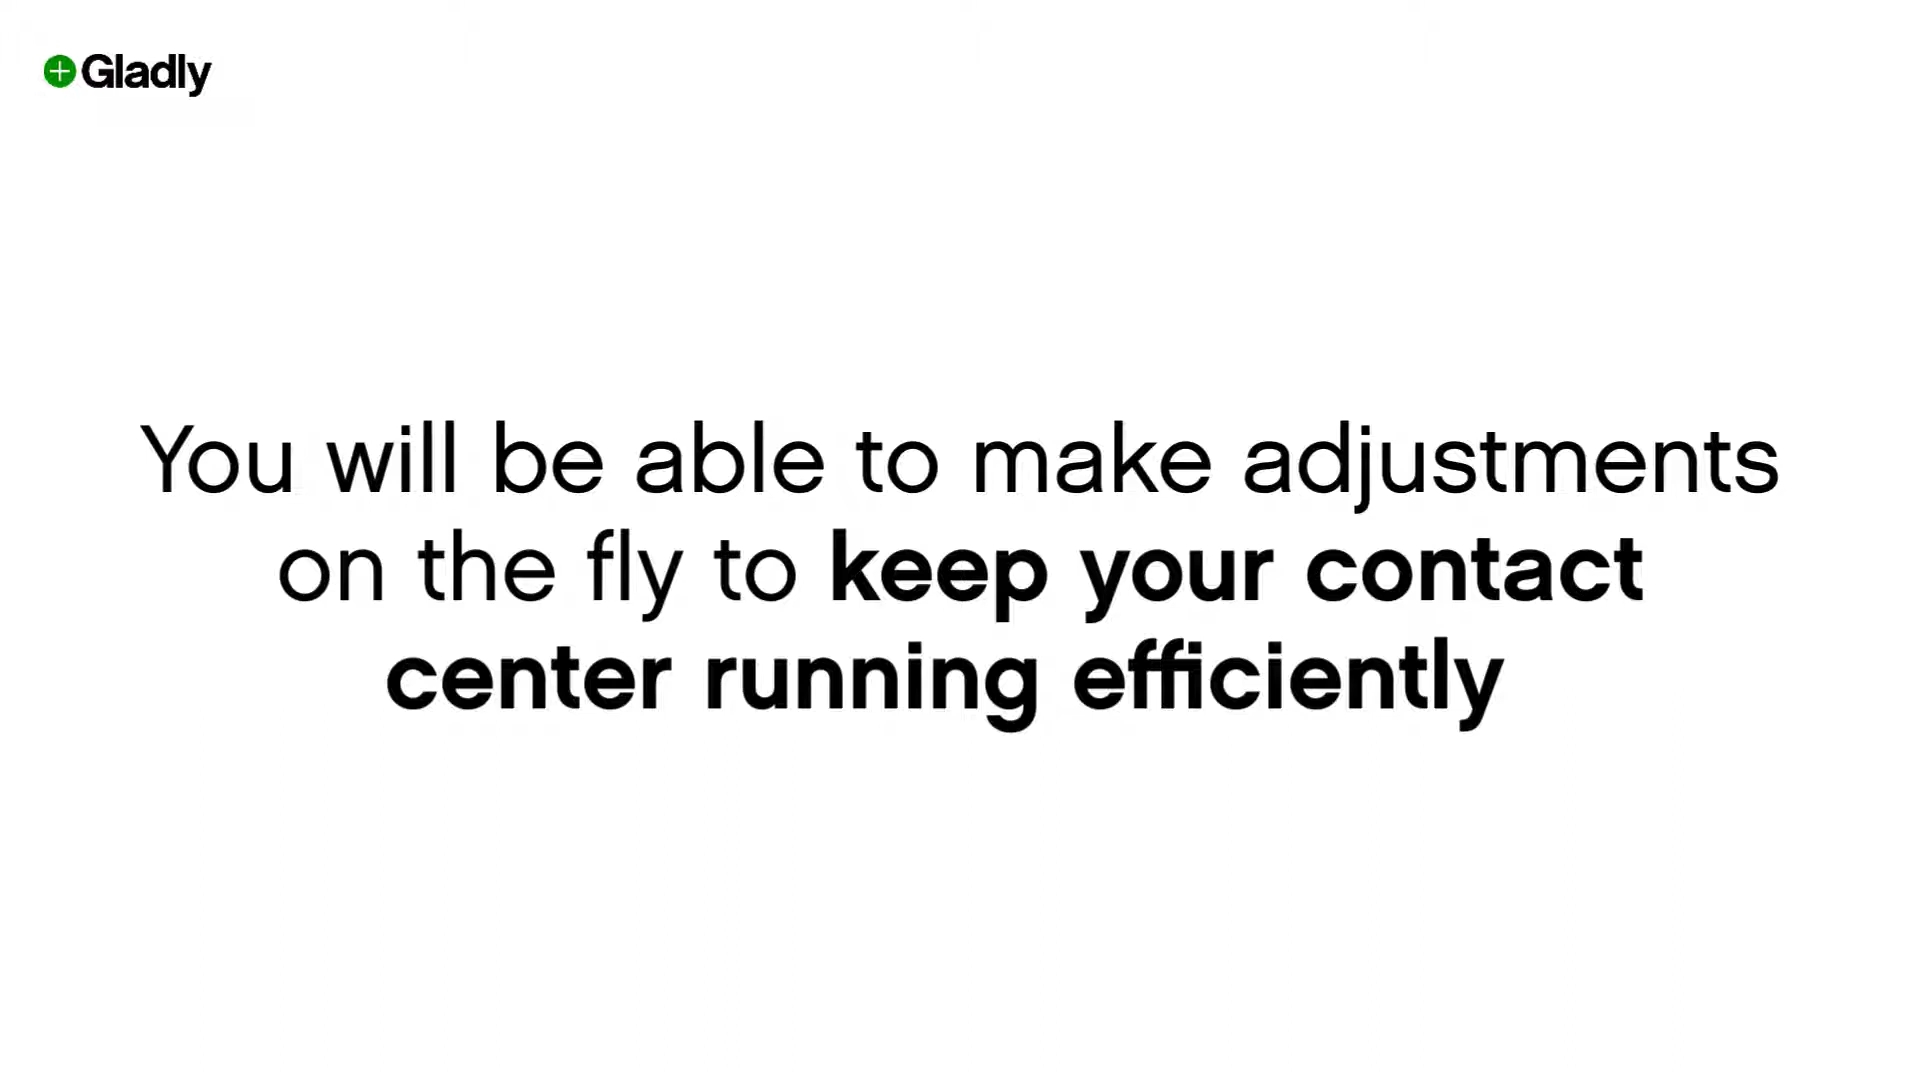 Gladly
You will be able to make adjustments
on the fly to keep your contact
center running efficiently